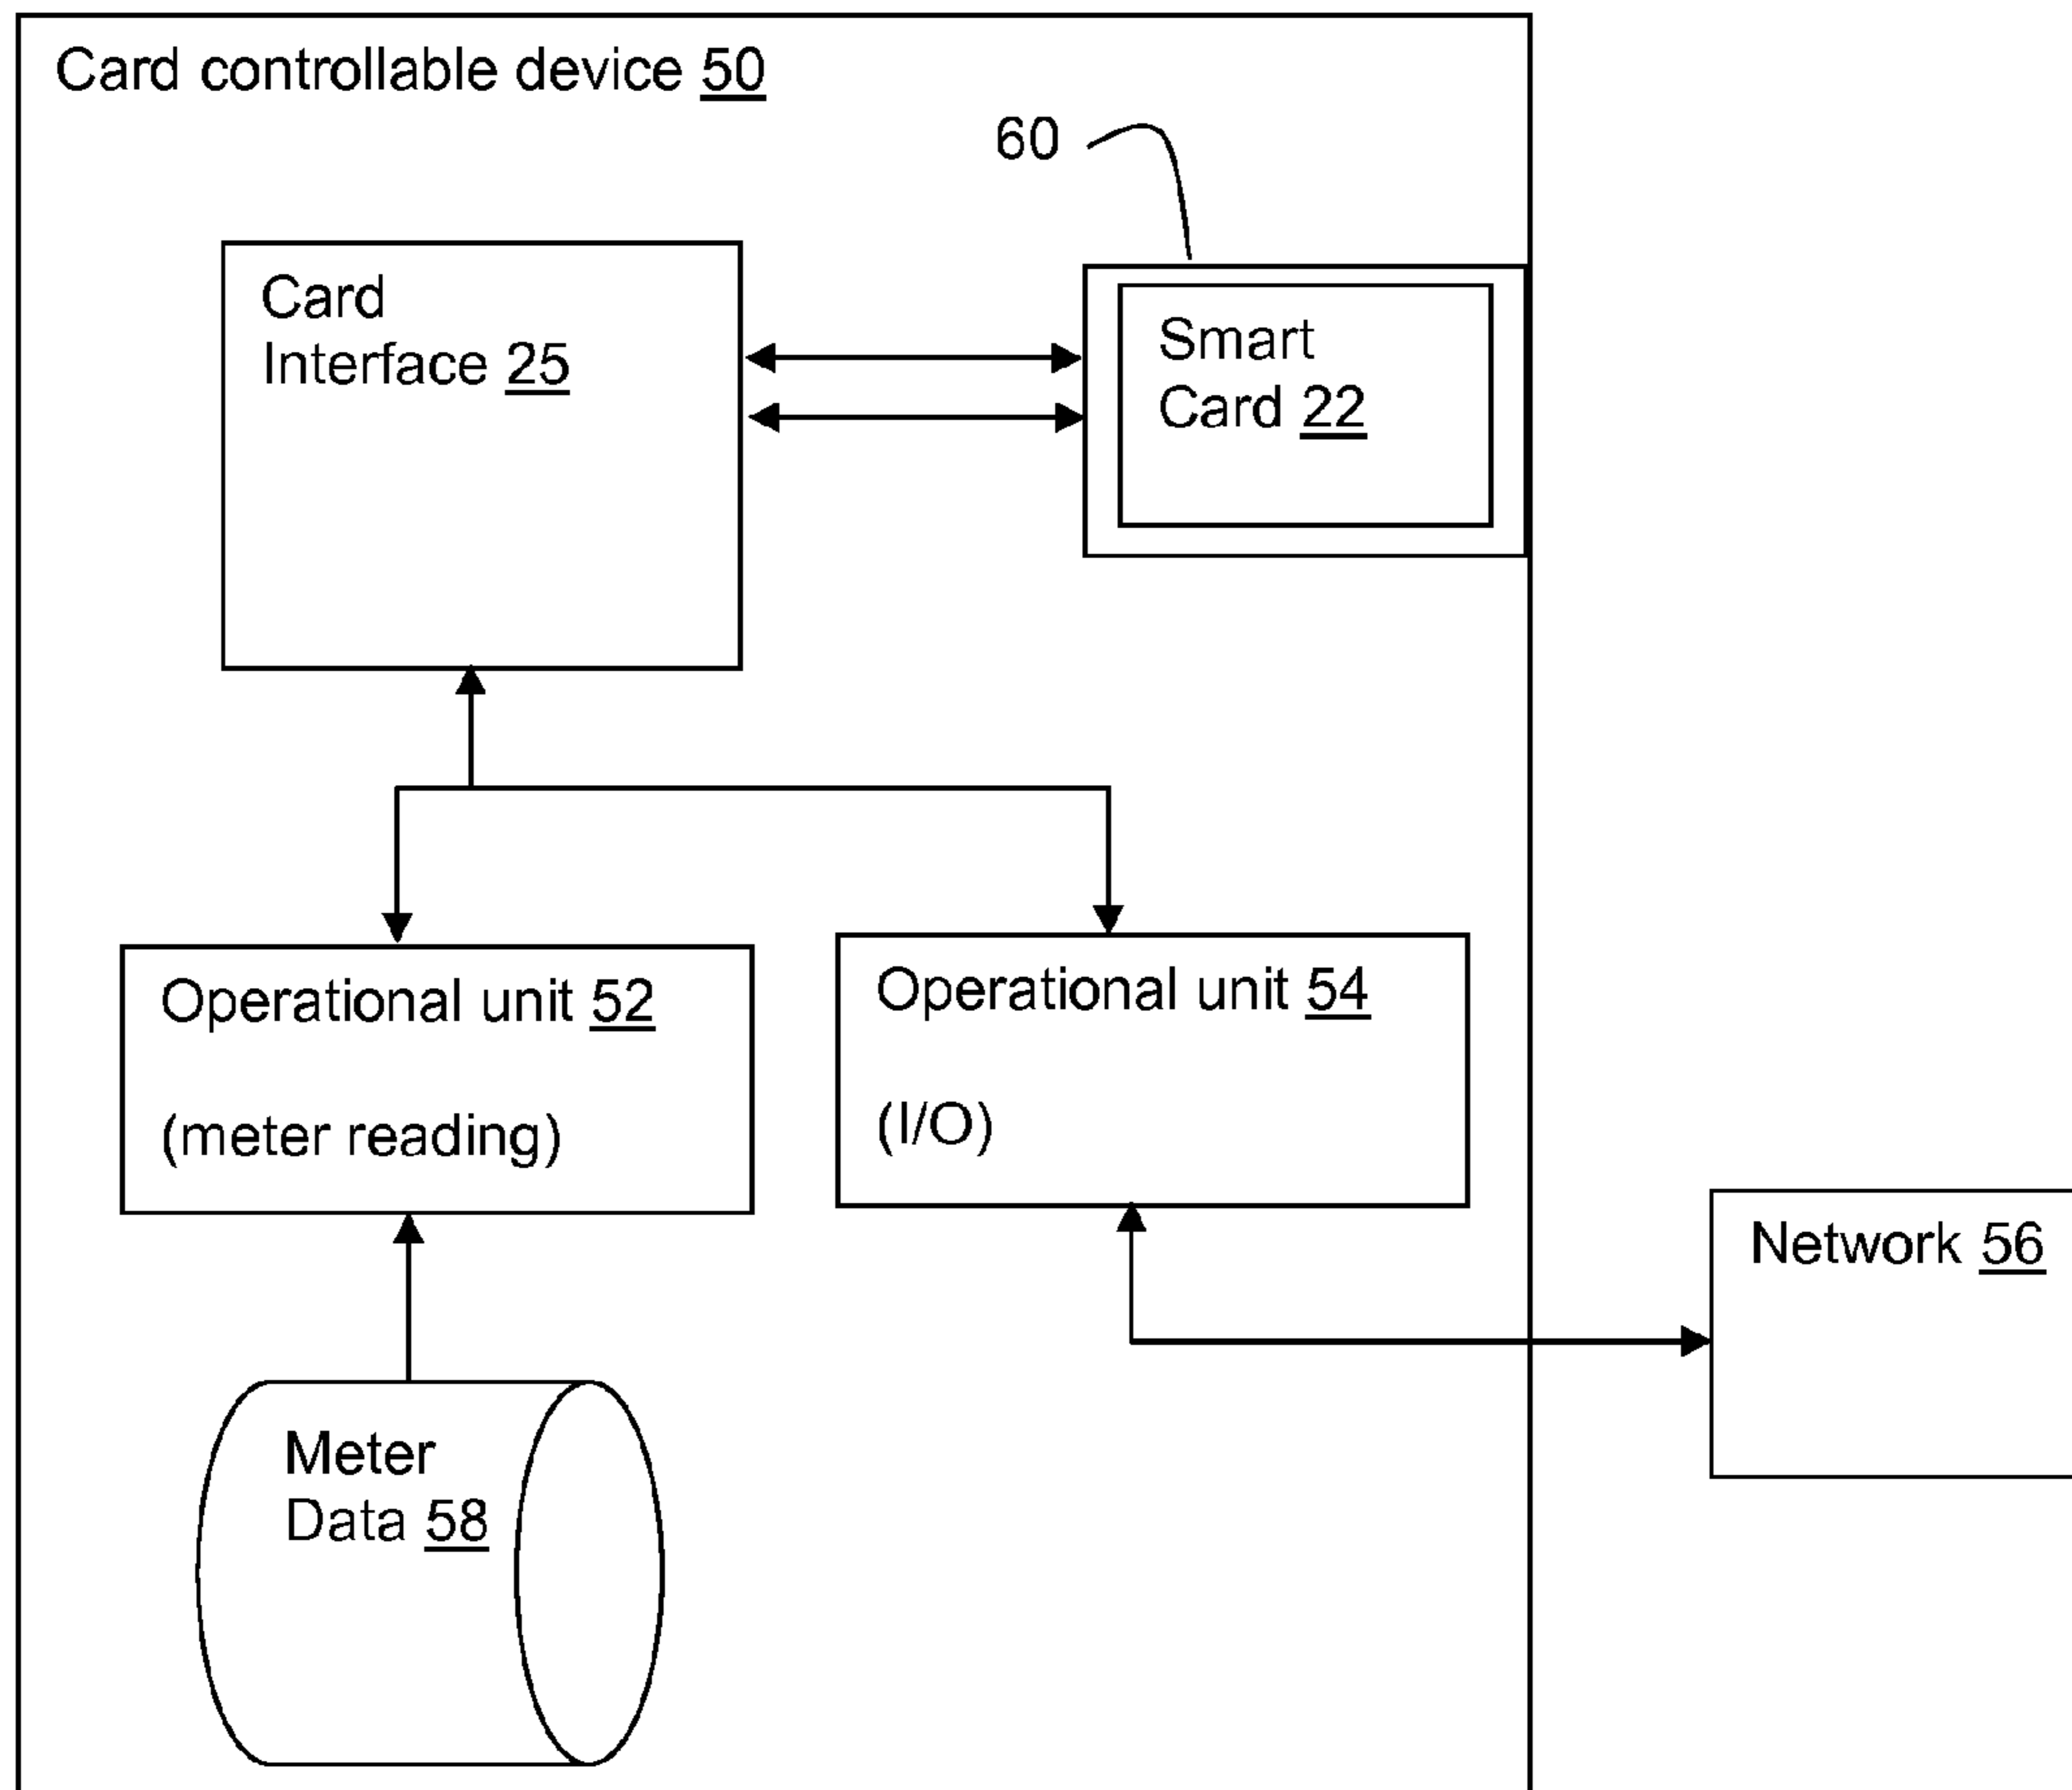 Card controllable device 50
60
Card
Interface 25
Smart
Card 22
Operational unit 52
(meter reading)
Operational unit 54
(I/O)
Network 56
Meter
Data 58